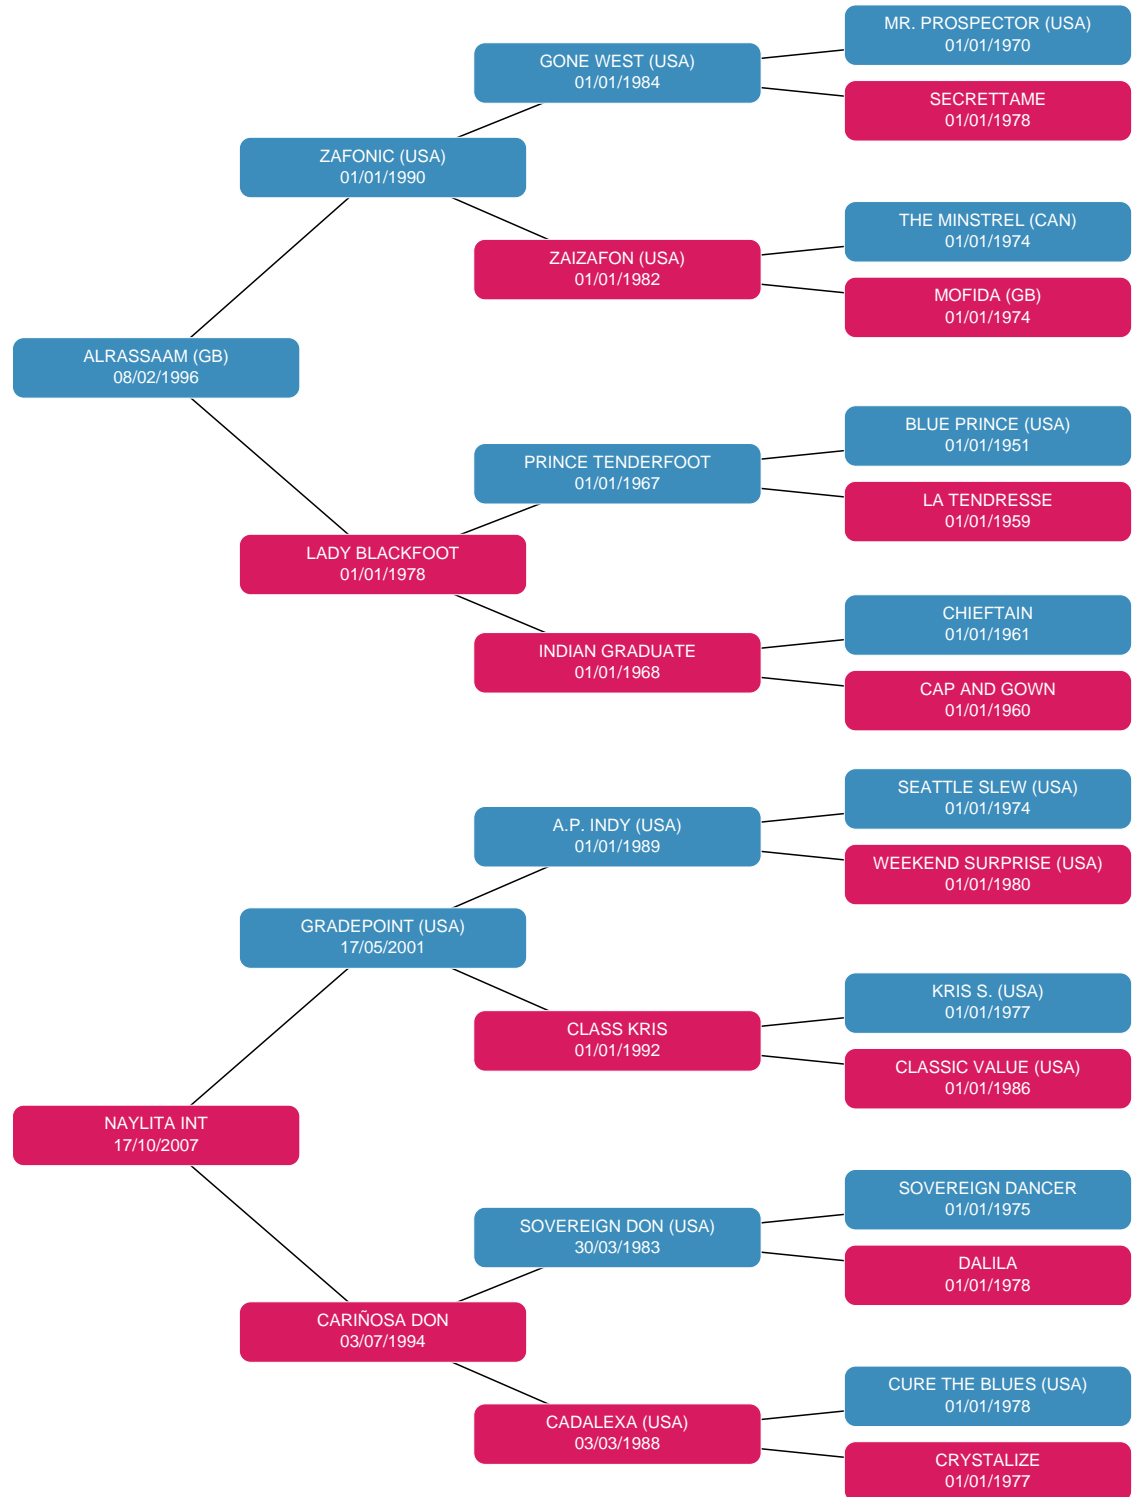 MR. PROSPECTOR (USA)
01/01/1970
GONE WEST (USA)
01/01/1984
SECRETTAME
01/01/1978
ZAFONIC (USA)
01/01/1990
THE MINSTREL (CAN)
01/01/1974
ZAIZAFON (USA)
01/01/1982
MOFIDA (GB)
01/01/1974
ALRASSAAM (GB)
08/02/1996
BLUE PRINCE (USA)
01/01/1951
PRINCE TENDERFOOT
01/01/1967
LA TENDRESSE
01/01/1959
LADY BLACKFOOT
01/01/1978
CHIEFTAIN
01/01/1961
INDIAN GRADUATE
01/01/1968
CAP AND GOWN
01/01/1960
SEATTLE SLEW (USA)
01/01/1974
A.P. INDY (USA)
01/01/1989
WEEKEND SURPRISE (USA)
01/01/1980
GRADEPOINT (USA)
17/05/2001
KRIS S. (USA)
01/01/1977
CLASS KRIS
01/01/1992
CLASSIC VALUE (USA)
01/01/1986
NAYLITA INT
17/10/2007
SOVEREIGN DANCER
01/01/1975
SOVEREIGN DON (USA)
30/03/1983
DALILA
01/01/1978
CARIÑOSA DON
03/07/1994
CURE THE BLUES (USA)
01/01/1978
CADALEXA (USA)
03/03/1988
CRYSTALIZE
01/01/1977